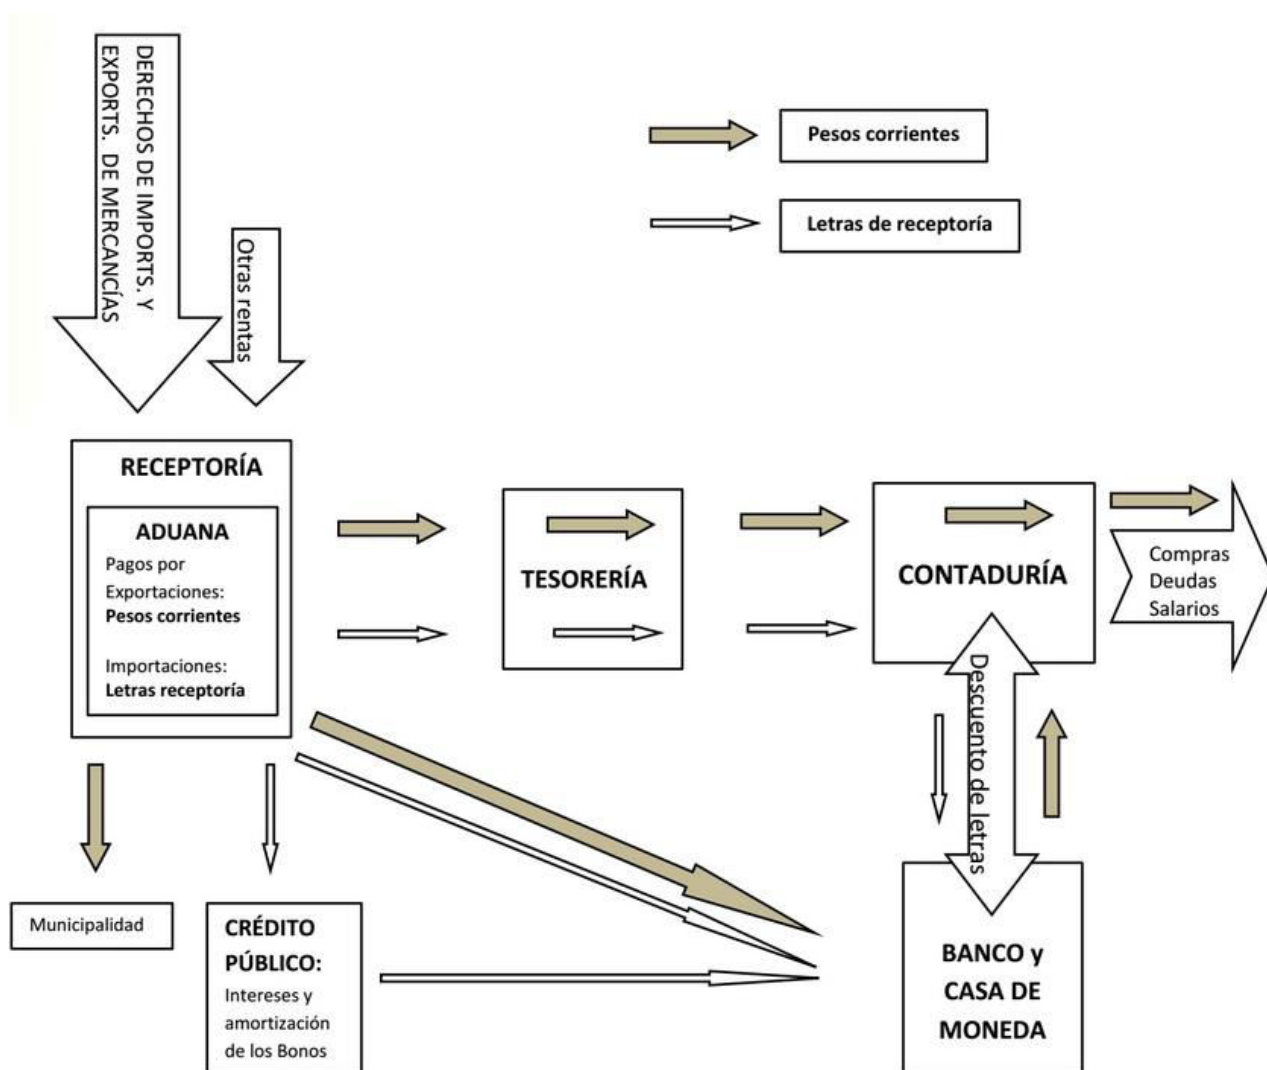 DERECHOS DE IMPORTS. Y
EXPORTS. DE MERCANCÍAS
Otras rentas
Pesos corrientes
Letras de receptoría
RECEPTORÍA
ADUANA
Pagos por
Exportaciones:
Pesos corrientes
Importaciones:
Letras receptoría
TESORERÍA
CONTADURÍA
Compras
Deudas
Salarios
Descuento de letras
Municipalidad
CRÉDITO
PÚBLICO:
Intereses y
amortización
de los Bonos
BANCO y
CASA DE
MONEDA